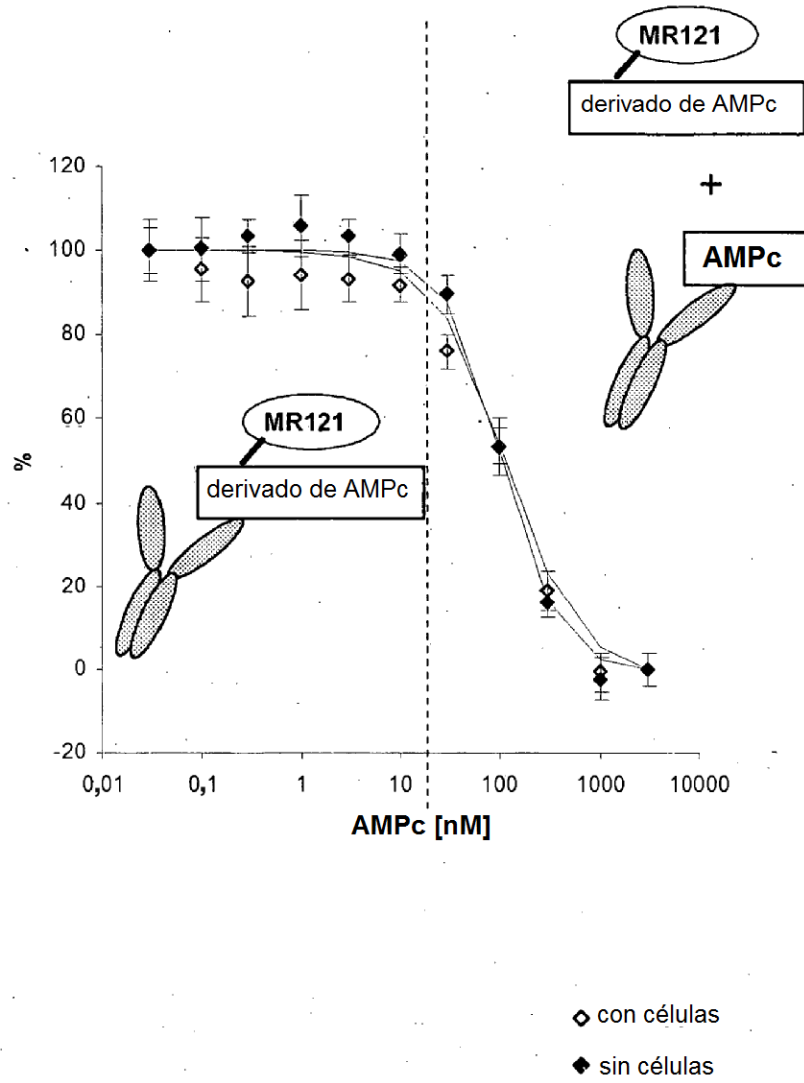 MR121
derivado de AMPc
+
AMPc
120
100
80
60
40
20
0
-20
%
MR121
derivado de AMPc
0,01 0,1 1 10 100 1000 10000
AMPc [nM]
con células
sin células